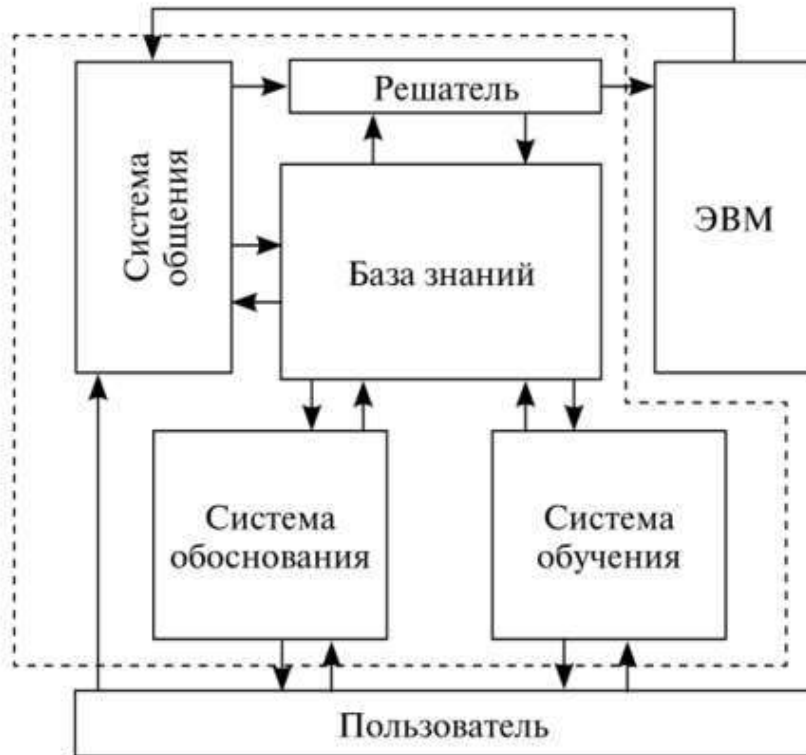 Решатель
Система
общения
ЭВМ
База знаний
Система
обоснования
Система
обучения
Пользователь